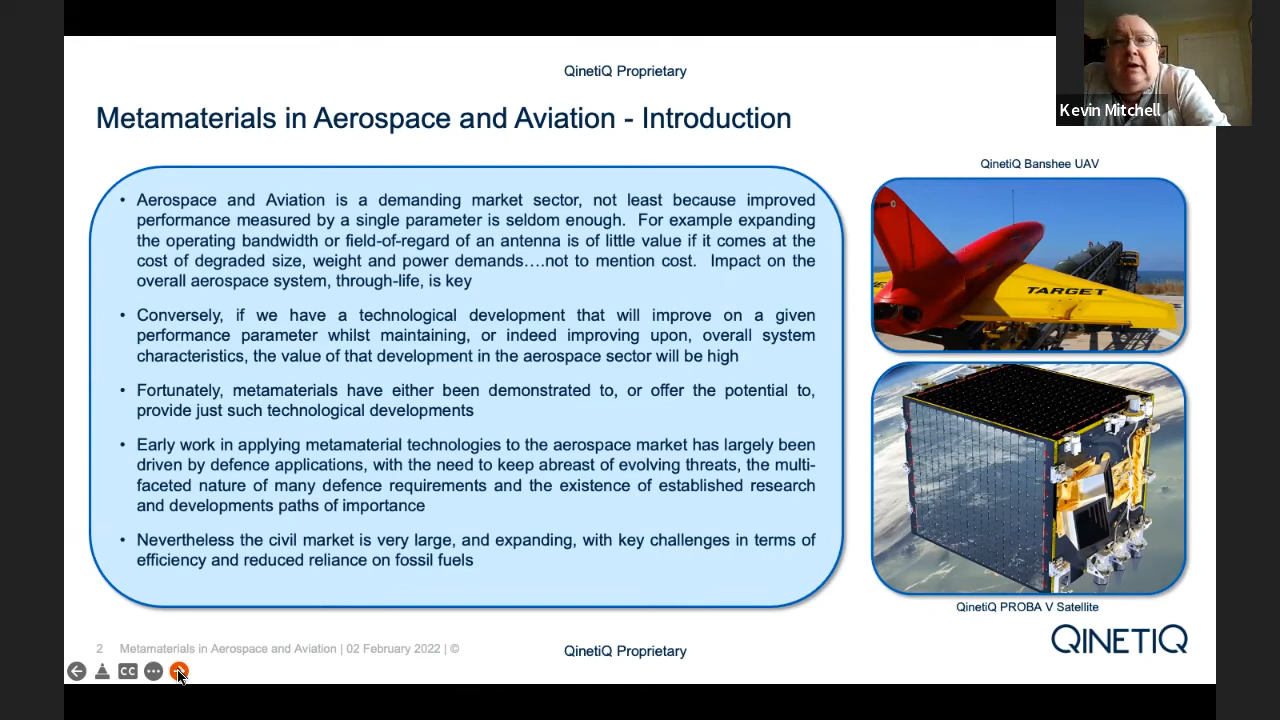 QinetiQ Proprietary
Kevin Mitchell
Metamaterials in Aerospace and Aviation - Introduction
• Aerospace and Aviation is a demanding market sector, not least because improved
performance measured by a single parameter is seldom enough. For example expanding
the operating bandwidth or field-of-regard of an antenna is of little value if it comes at the
cost of degraded size, weight and power demands….not to mention cost. Impact on the
overall aerospace system, through-life, is key
• Conversely, if we have a technological development that will improve on a given
performance parameter whilst maintaining, or indeed improving upon, overall system
characteristics, the value of that development in the aerospace sector will be high
• Fortunately, metamaterials have either been demonstrated to, or offer the potential to,
provide just such technological developments
• Early work in applying metamaterial technologies to the aerospace market has largely been
driven by defence applications, with the need to keep abreast of evolving threats, the multi-
faceted nature of many defence requirements and the existence of established research
and developments paths of importance
• Nevertheless the civil market is very large, and expanding, with key challenges in terms of
efficiency and reduced reliance on fossil fuels
QinetiQ Banshee UAV
TARGET
QinetiQ PROBA V Satellite
QINETIQ
2 Metamaterials in Aerospace and Aviation | 02 February 2022 | ©
QinetiQ Proprietary
CC